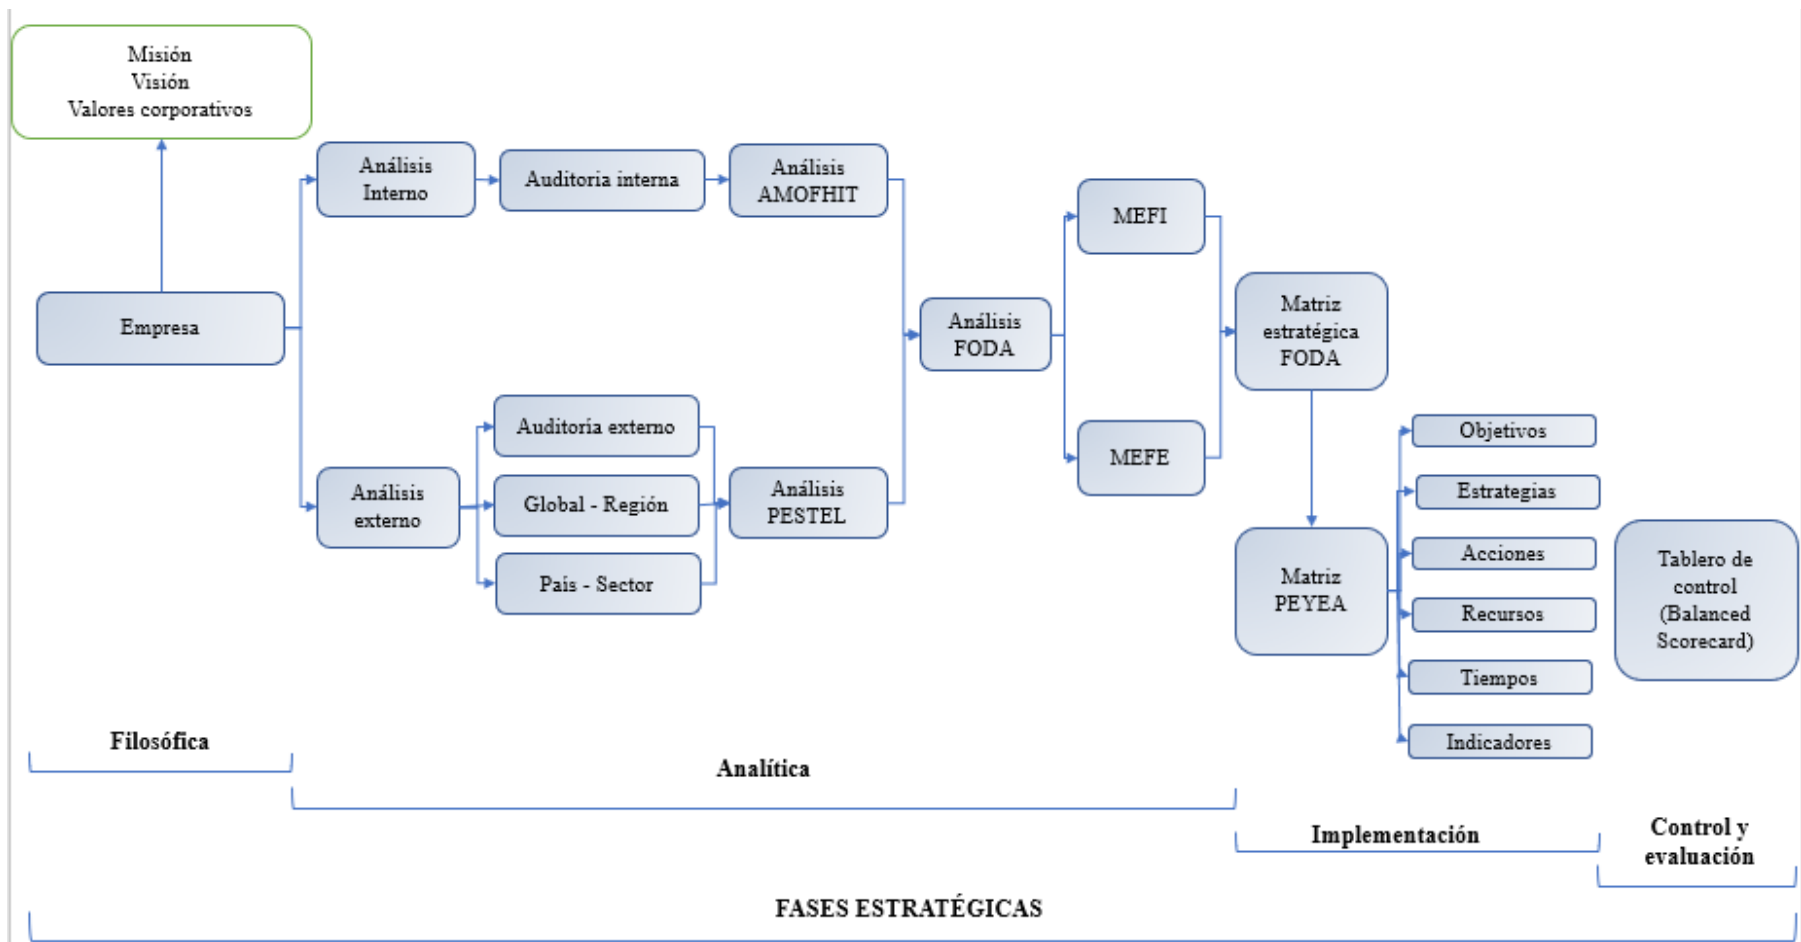 Misión
Visión
Valores corporativos
Empresa
Análisis
Interno
Auditoria interna
Análisis
AMOFHIT
Análisis
externo
Auditoría externo
Global - Región
País - Sector
Análisis
PESTEL
Análisis
FODA
MEFI
MEFE
Matriz
estratégica
FODA
Matriz
PEYEA
Objetivos
Estrategias
Acciones
Recursos
Tiempos
Indicadores
Tablero de
control
(Balanced
Scorecard)
Filosófica
Analítica
Implementación
Control y
evaluación
FASES ESTRATÉGICAS